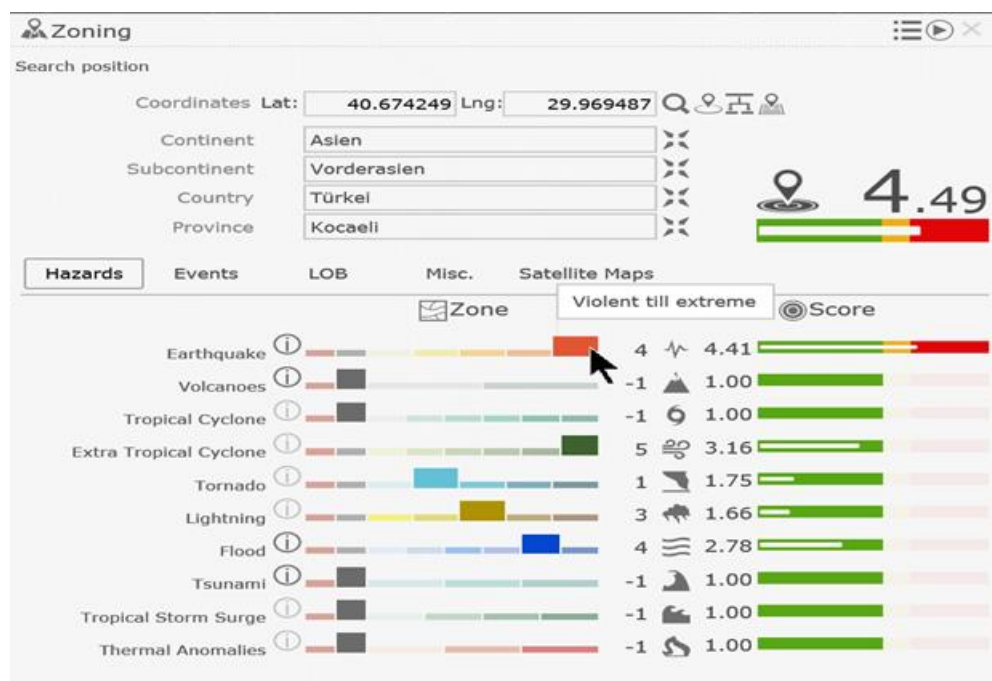 Zoning
Search position
Coordinates Lat: 40.674249 Lng: 29.969487
Continent Asien
Subcontinent Vorderasien
Country Türkei
Province Kocaeli
4.49
Hazards Events LOB Misc. Satellite Maps
Violent till extreme
Zone Score
Earthquake 4 4.41
Volcanoes -1 1.00
Tropical Cyclone -1 1.00
Extra Tropical Cyclone 5 3.16
Tornado 1 1.75
Lightning 3 1.66
Flood 4 2.78
Tsunami -1 1.00
Tropical Storm Surge -1 1.00
Thermal Anomalies -1 1.00